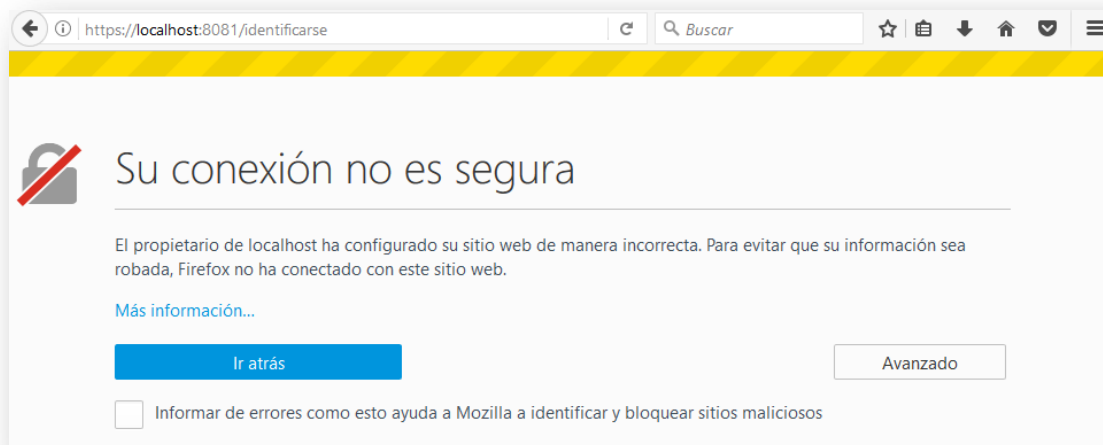 https://localhost:8081/identificarse
Buscar
Su conexión no es segura
El propietario de localhost ha configurado su sitio web de manera incorrecta. Para evitar que su información sea
robada, Firefox no ha conectado con este sitio web.
Más información...
Ir atrás
Avanzado
Informar de errores como esto ayuda a Mozilla a identificar y bloquear sitios maliciosos